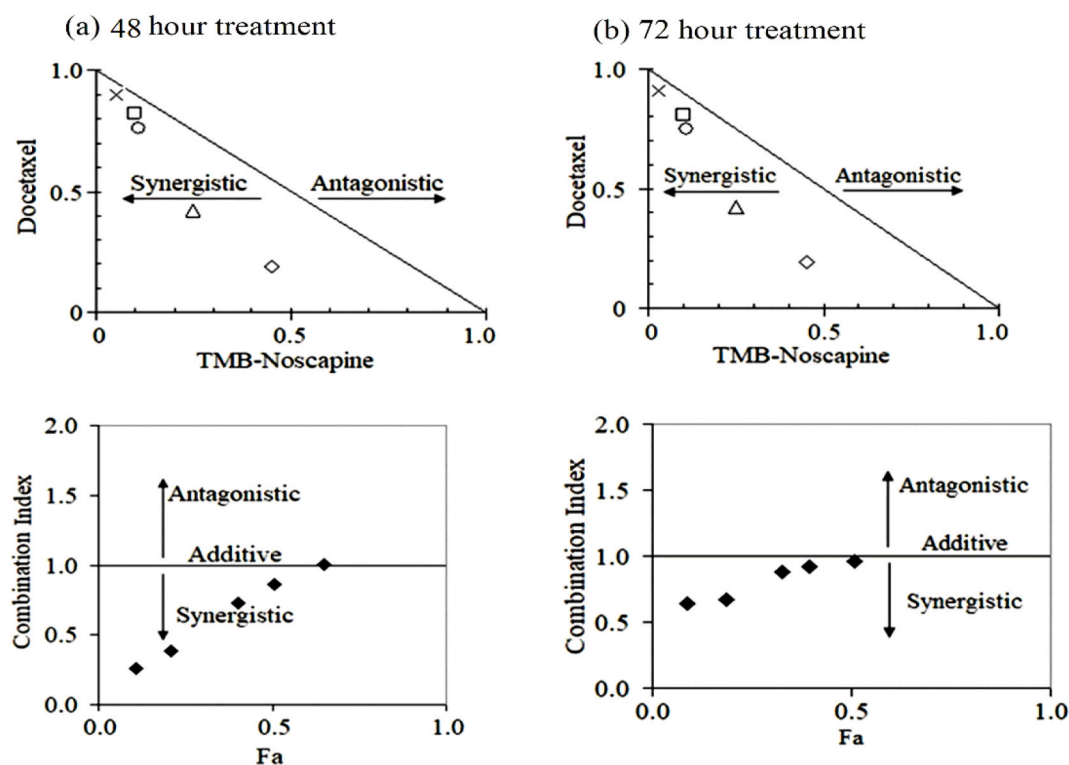 (a) 48 hour treatment
1.0
0.5
0
Docetaxel
Synergistic
Antagonistic
0
0.5
1.0
TMB-Noscapine
(b) 72 hour treatment
1.0
0.5
0
Docetaxel
Synergistic
Antagonistic
0
0.5
1.0
TMB-Noscapine
2.0
1.5
1.0
0.5
0.0
Combination Index
Antagonistic
Additive
Synergistic
0.0
0.5
1.0
Fa
2.0
1.5
1.0
0.5
0.0
Combination Index
Antagonistic
Additive
Synergistic
0.0
0.5
1.0
Fa